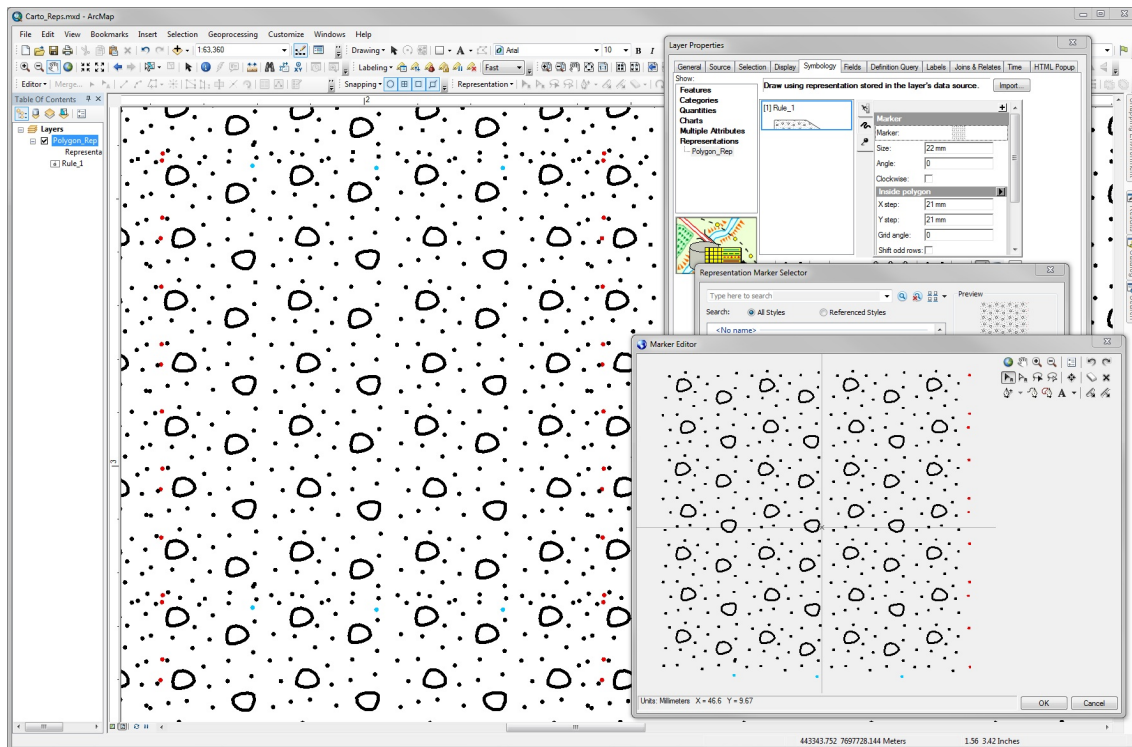 Carto_Reps.mxd - ArcMap
File Edit View Bookmarks Insert Selection Geoprocessing Customize Windows Help
1:63,360 Drawing Arial 10 B I
Labeling Fast
Editor Merge... Snapping Representation
Table Of Contents
Layers
Polygon_Rep
Representa
Rule_1
2
3
Layer Properties
General Source Selection Display Symbology Fields Definition Query Labels Joins & Relates Time HTML Popup
Show:
Features
Categories
Quantities
Charts
Multiple Attributes
Representations
Polygon_Rep
Draw using representation stored in the layer's data source. Import...
[1] Rule_1
Marker
Marker:
Size: 22 mm
Angle: 0
Clockwise:
Inside polygon
X step: 21 mm
Y step: 21 mm
Grid angle: 0
Shift odd rows:
Representation Marker Selector
Type here to search
Search: All Styles Referenced Styles
<No name>
Preview
Marker Editor
A
Units: Millimeters X = 46.6 Y = 9.67
OK Cancel
443343.752 7697728.144 Meters 1.56 3.42 Inches